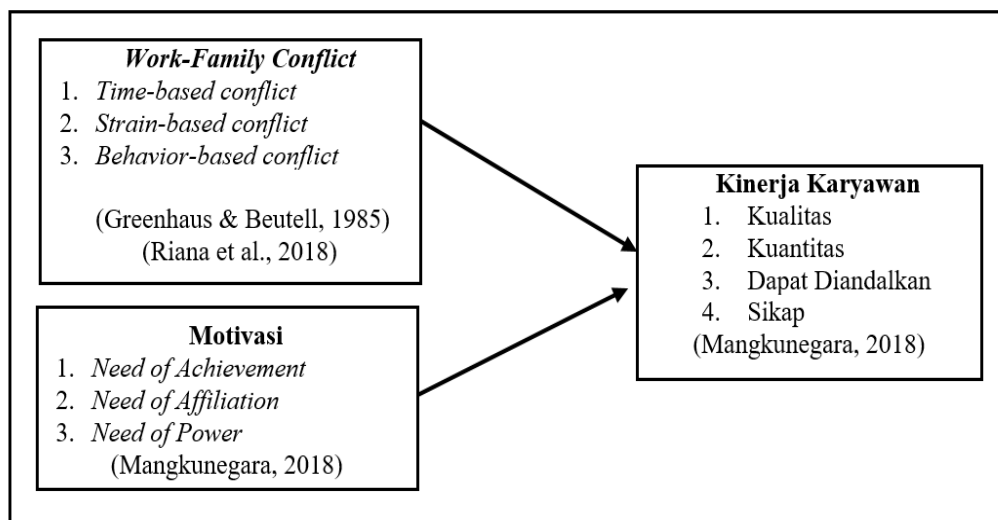 Work-Family Conflict
1. Time-based conflict
2. Strain-based conflict
3. Behavior-based conflict
(Greenhaus & Beutell, 1985)
(Riana et al., 2018)
Motivasi
1. Need of Achievement
2. Need of Affiliation
3. Need of Power
(Mangkunegara, 2018)
Kinerja Karyawan
1. Kualitas
2. Kuantitas
3. Dapat Diandalkan
4. Sikap
(Mangkunegara, 2018)